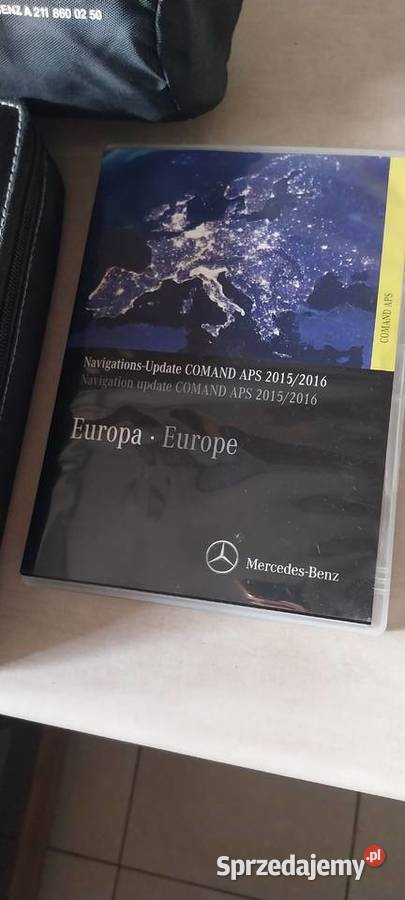 ENZ A 211 860 02 50
COMAND APS
Navigations-Update COMAND APS 2015/2016
Navigation update COMAND APS 2015/2016
Europa · Europe
Mercedes-Benz
Sprzedajemy.pl